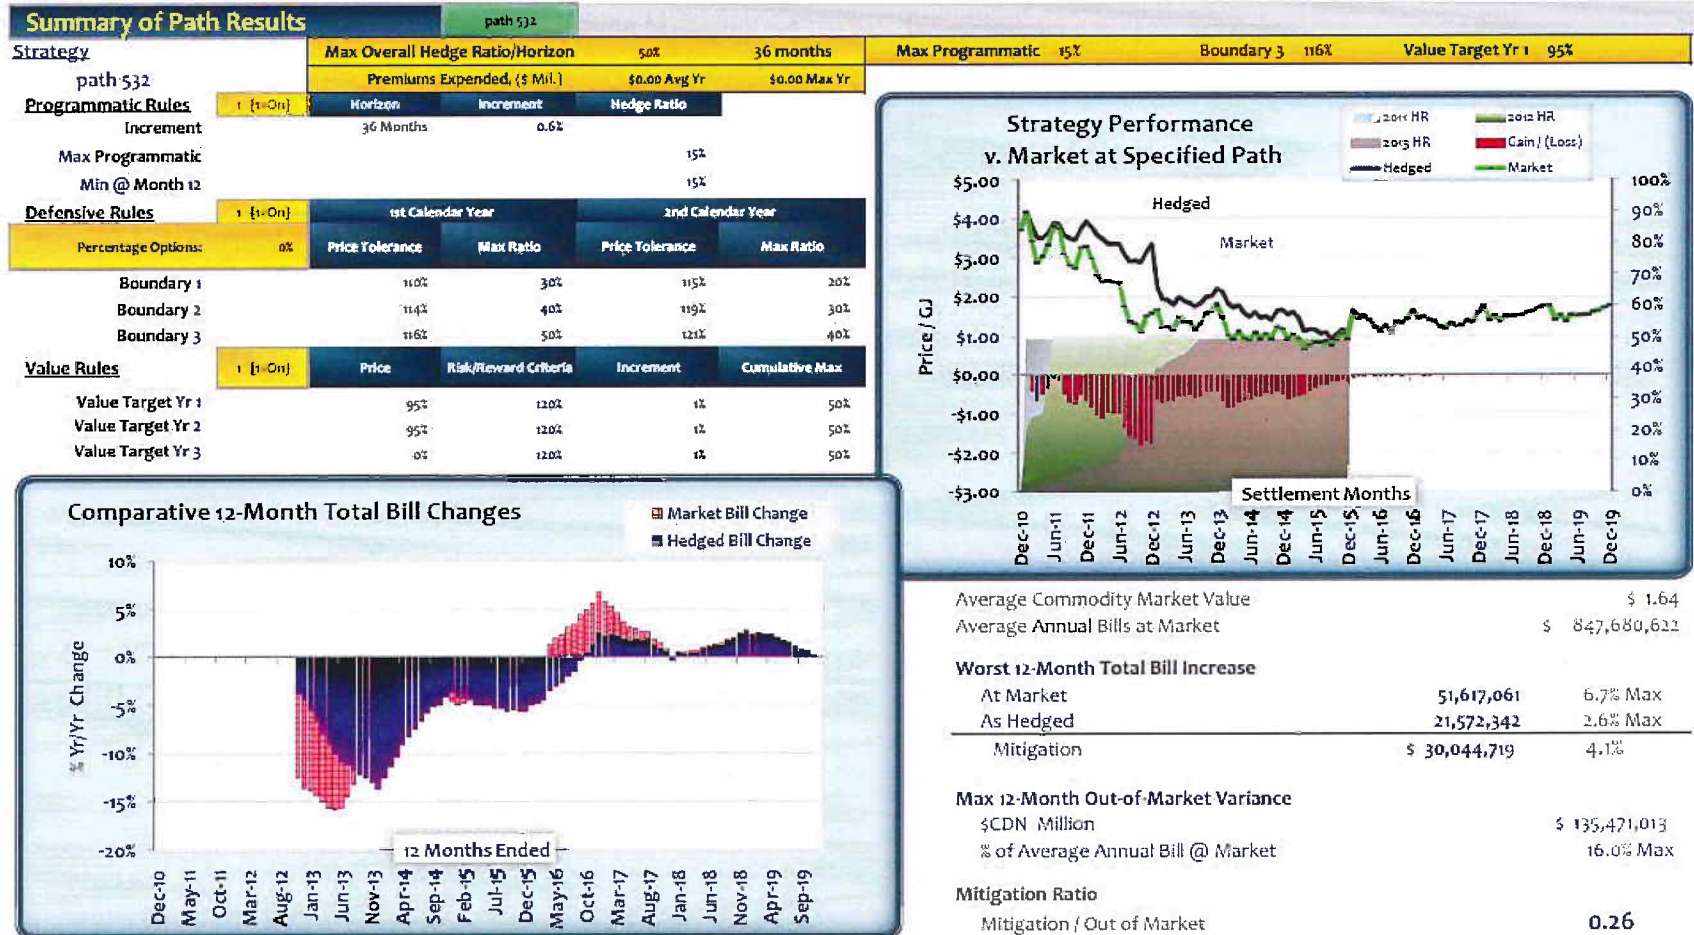 Summary of Path Results path 532
Strategy Max Overall Hedge Ratio/Horizon 50% 36 months Max Programmatic 15% Boundary 3 116% Value Target Yr 1 95%
path 532 Premiums Expended, ($ Mil.) $0.00 Avg Yr $0.00 Max Yr
Programmatic Rules 1 {1=On} Horizon Increment Hedge Ratio
Increment 36 Months 0.6%
Max Programmatic 15%
Min @ Month 12 15%
Defensive Rules 1 {1=On} 1st Calendar Year 2nd Calendar Year
Percentage Options: 0% Price Tolerance Max Ratio Price Tolerance Max Ratio
Boundary 1 110% 30% 115% 20%
Boundary 2 114% 40% 119% 30%
Boundary 3 116% 50% 121% 40%
Value Rules 1 {1=On} Price Risk/Reward Criteria Increment Cumulative Max
Value Target Yr 1 95% 120% 1% 50%
Value Target Yr 2 95% 120% 1% 50%
Value Target Yr 3 0% 120% 1% 50%
Strategy Performance
v. Market at Specified Path
2011 HR 2012 HR
2013 HR Gain / (Loss)
Hedged Market
Hedged
Market
Price / GJ
$5.00
$4.00
$3.00
$2.00
$1.00
$0.00
-$1.00
-$2.00
-$3.00
100%
90%
80%
70%
60%
50%
40%
30%
20%
10%
0%
Settlement Months
Dec-10 Jun-11 Dec-11 Jun-12 Dec-12 Jun-13 Dec-13 Jun-14 Dec-14 Jun-15 Dec-15 Jun-16 Dec-16 Jun-17 Dec-17 Jun-18 Dec-18 Jun-19 Dec-19
Comparative 12-Month Total Bill Changes
Market Bill Change
Hedged Bill Change
% Yr/Yr Change
10%
5%
0%
-5%
-10%
-15%
-20%
12 Months Ended
Dec-10 May-11 Oct-11 Mar-12 Aug-12 Jan-13 Jun-13 Nov-13 Apr-14 Sep-14 Feb-15 Jul-15 Dec-15 May-16 Oct-16 Mar-17 Aug-17 Jan-18 Jun-18 Nov-18 Apr-19 Sep-19
Average Commodity Market Value $ 1.64
Average Annual Bills at Market $ 847,680,622
Worst 12-Month Total Bill Increase
At Market 51,617,061 6.7% Max
As Hedged 21,572,342 2.6% Max
Mitigation $ 30,044,719 4.1%
Max 12-Month Out-of-Market Variance
$CDN Million $ 135,471,013
% of Average Annual Bill @ Market 16.0% Max
Mitigation Ratio
Mitigation / Out of Market 0.26